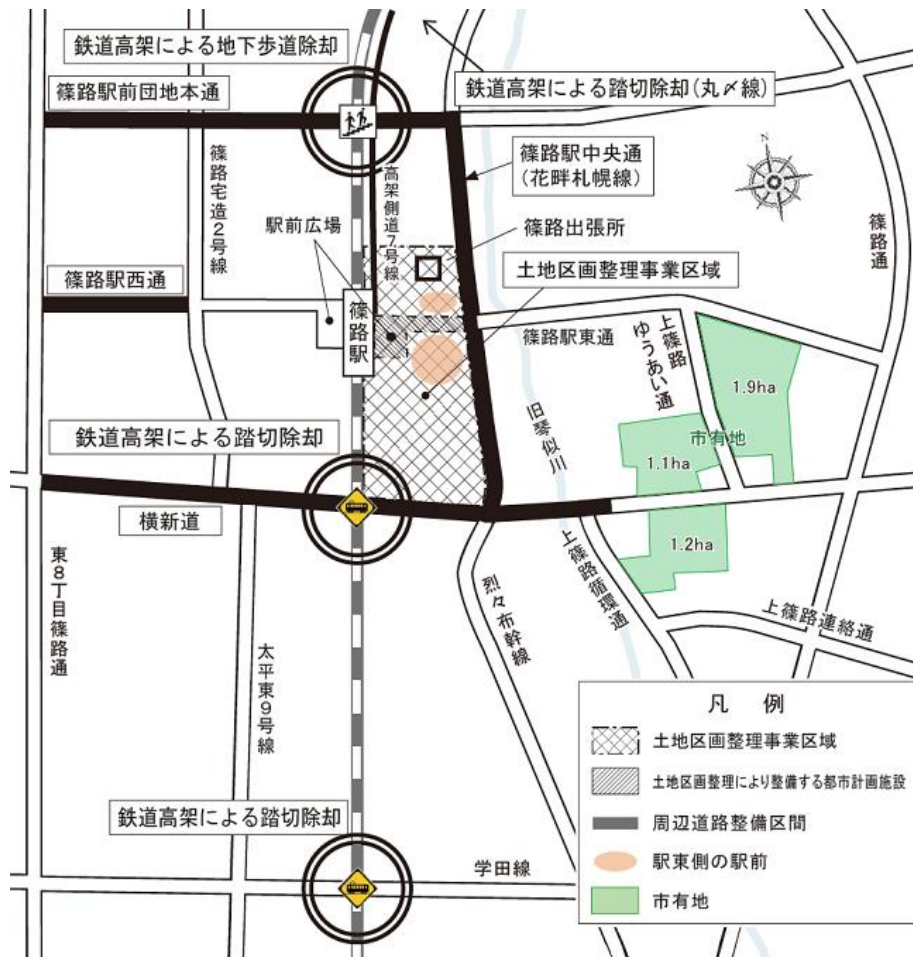 鉄道高架による地下歩道除却
篠路駅前団地本通
鉄道高架による踏切除却(丸〆線)
篠路宅造2号線
高架側道7号線
篠路駅中央通
(花畔札幌線)
N
駅前広場
篠路出張所
篠路通
篠路駅西通
土地区画整理事業区域
篠路駅
篠路駅東通
上篠路
ゆうあい通
1.9ha
市有地
1.1ha
旧琴似川
鉄道高架による踏切除却
横新道
1.2ha
東8丁目篠路通
上篠路循環通
烈々布幹線
上篠路連絡通
太平東9号線
凡 例
土地区画整理事業区域
土地区画整理により整備する都市計画施設
周辺道路整備区間
駅東側の駅前
市有地
鉄道高架による踏切除却
学田線